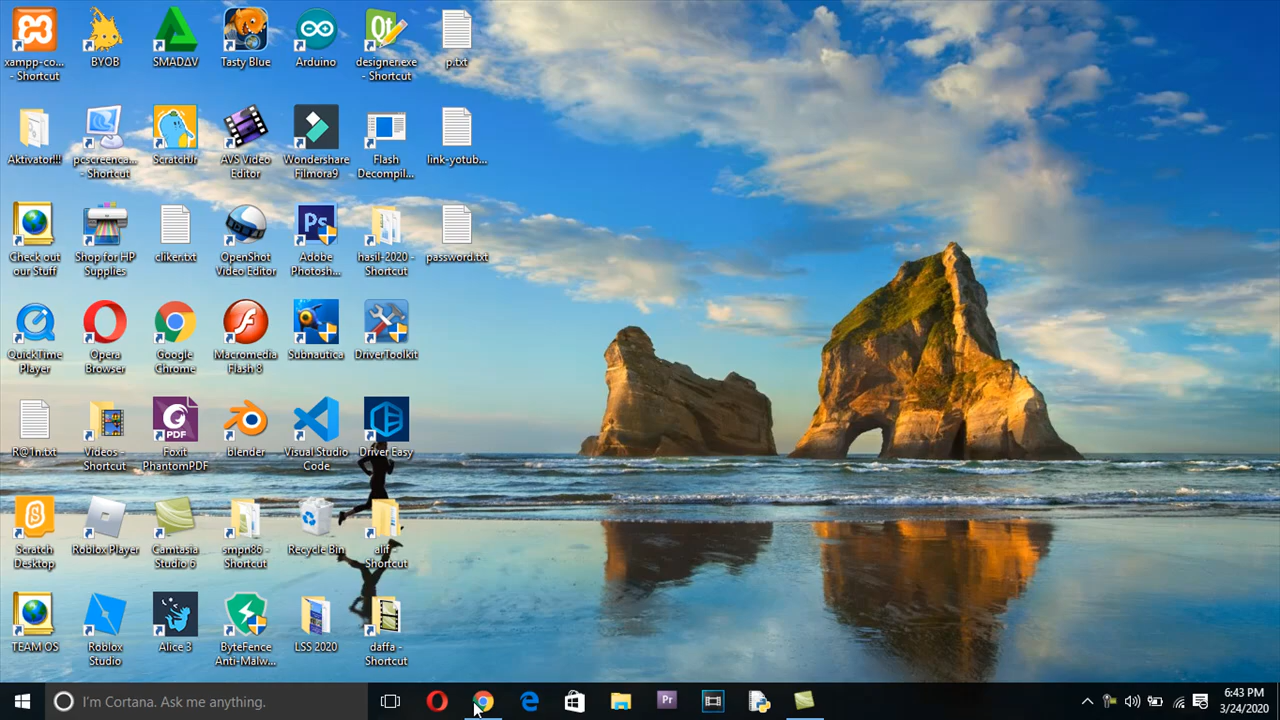 xampp-co...
- Shortcut
BYOB
SMADΔV
Tasty Blue
Arduino
designer.exe
- Shortcut
p.txt
Aktivator!!!
pcscreenca...
- Shortcut
ScratchJr
AVS Video
Editor
Wondershare
Filmora9
Flash
Decompil...
link-yotub...
Check out
our Stuff
Shop for HP
Supplies
cliker.txt
OpenShot
Video Editor
Ps
Adobe
Photosh...
hasil-2020 -
Shortcut
password.txt
QuickTime
Player
Opera
Browser
Google
Chrome
Macromedia
Flash 8
Subnautica
DriverToolkit
R@1n.txt
Videos -
Shortcut
PDF
Foxit
PhantomPDF
blender
Visual Studio
Code
Driver Easy
Scratch
Desktop
Roblox Player
Camtasia
Studio 6
smpn86 -
Shortcut
Recycle Bin
alif -
Shortcut
TEAM OS
Roblox
Studio
Alice 3
ByteFence
Anti-Malw...
LSS 2020
daffa -
Shortcut
I'm Cortana. Ask me anything.
Pr
6:43 PM
3/24/2020